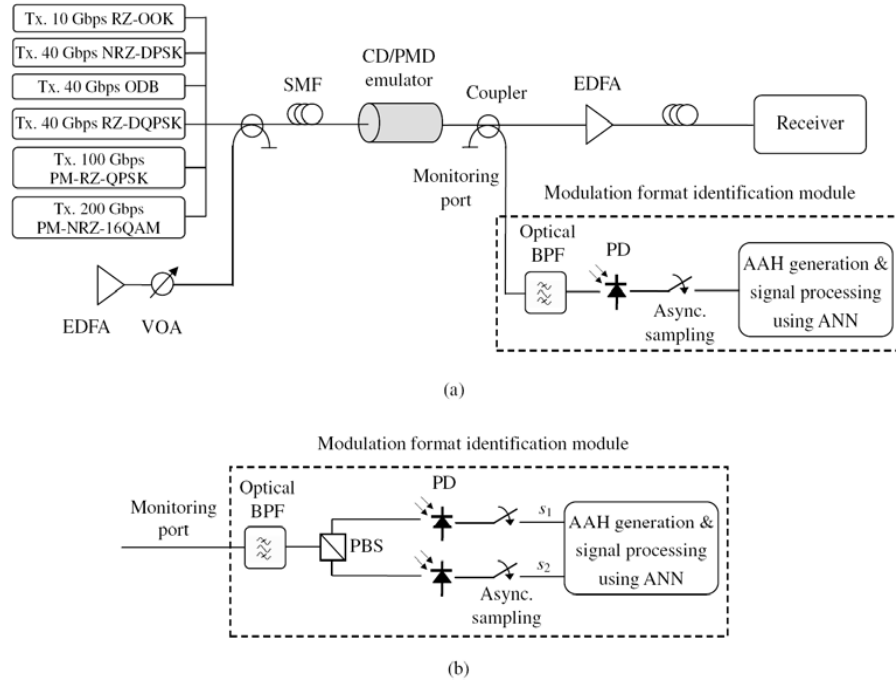 Tx. 10 Gbps RZ-OOK
Tx. 40 Gbps NRZ-DPSK
Tx. 40 Gbps ODB
Tx. 40 Gbps RZ-DQPSK
Tx. 100 Gbps
PM-RZ-QPSK
Tx. 200 Gbps
PM-NRZ-16QAM
EDFA
VOA
SMF
CD/PMD
emulator
Coupler
EDFA
Receiver
Monitoring
port
Modulation format identification module
Optical
BPF
PD
Async.
sampling
AAH generation &
signal processing
using ANN
(a)
Modulation format identification module
Monitoring
port
Optical
BPF
PBS
PD
Async.
sampling
s1
s2
AAH generation &
signal processing
using ANN
(b)